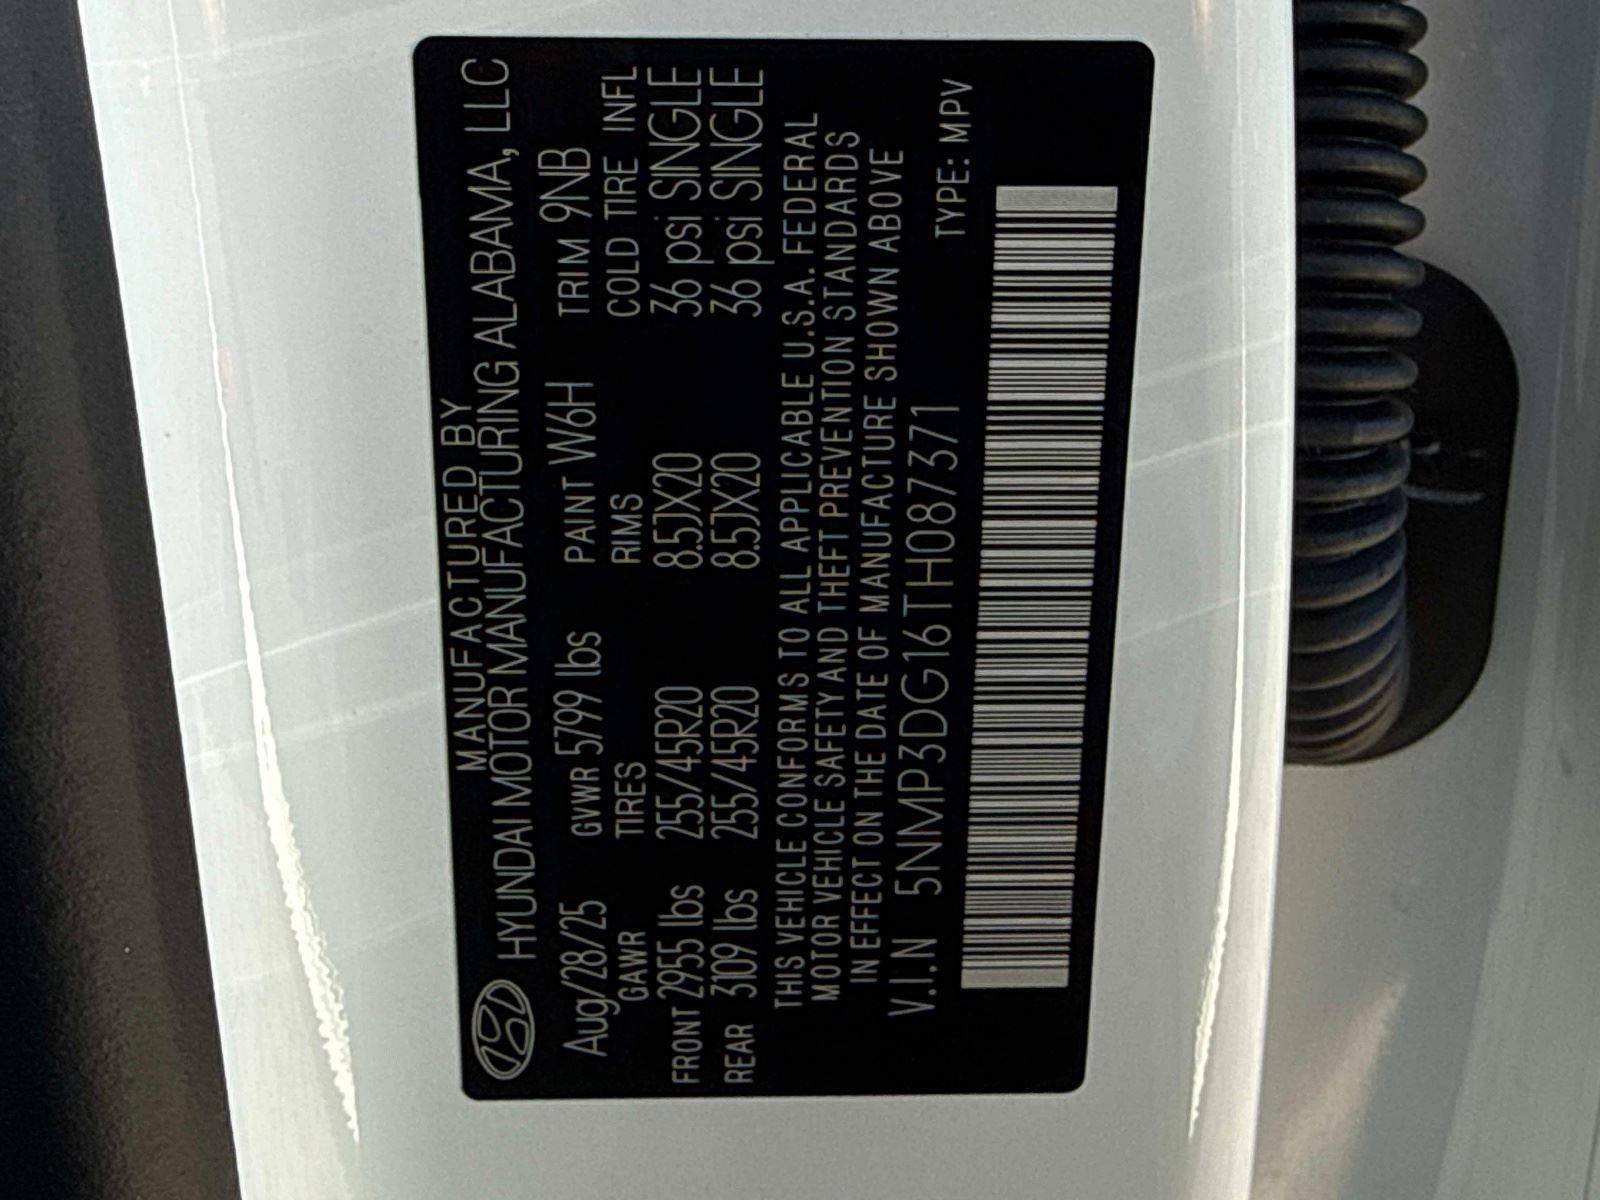 MANUFACTURED BY
HYUNDAI MOTOR MANUFACTURING ALABAMA, LLC
Aug/28/25 GVWR 5799 lbs PAINT W6H TRIM 9NB
GAWR TIRES RIMS COLD TIRE INFL
FRONT 2955 lbs 255/45R20 8.5JX20 36 psi SINGLE
REAR 3109 lbs 255/45R20 8.5JX20 36 psi SINGLE
THIS VEHICLE CONFORMS TO ALL APPLICABLE U.S.A. FEDERAL
MOTOR VEHICLE SAFETY AND THEFT PREVENTION STANDARDS
IN EFFECT ON THE DATE OF MANUFACTURE SHOWN ABOVE
V.I.N 5NMP3DG16TH087371 TYPE: MPV